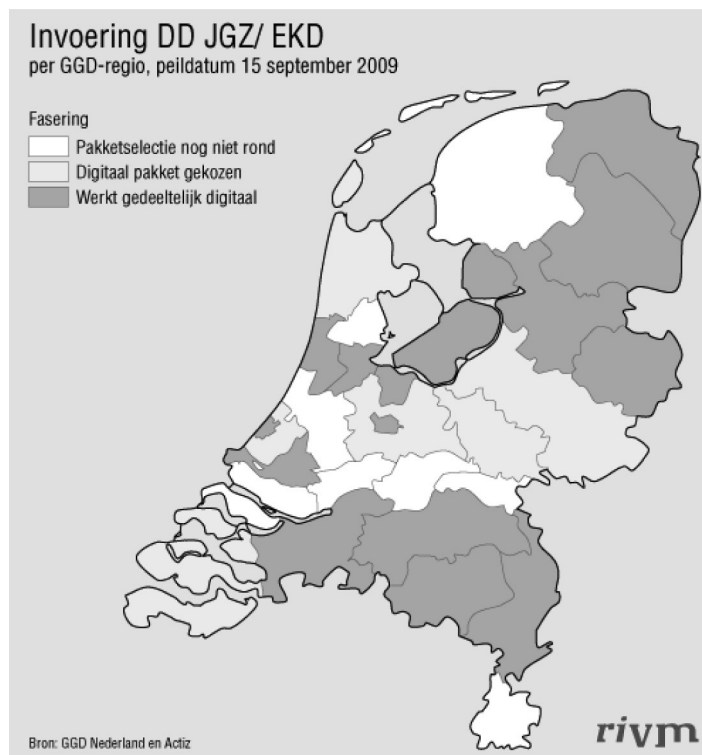 Invoering DD JGZ/ EKD
per GGD-regio, peildatum 15 september 2009
Fasering
Pakketselectie nog niet rond
Digitaal pakket gekozen
Werkt gedeeltelijk digitaal
Bron: GGD Nederland en Actiz
rivm